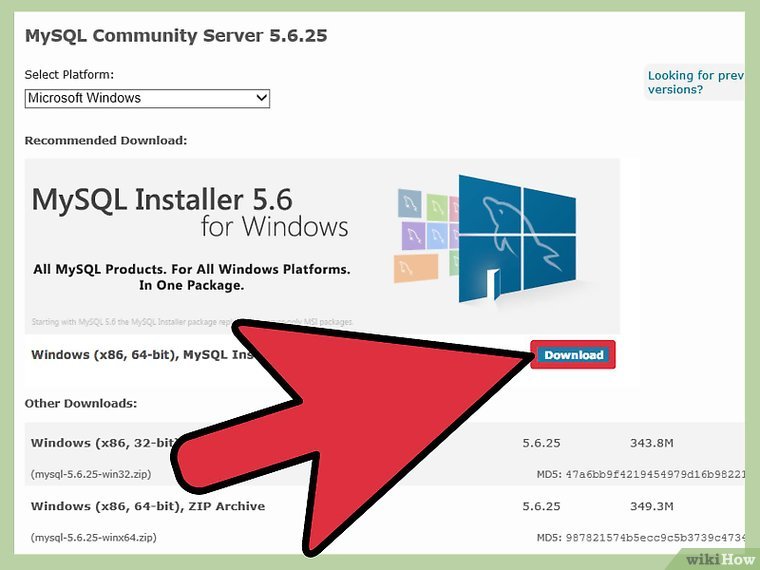 MySQL Community Server 5.6.25
Select Platform:
Microsoft Windows
Looking for prev
versions?
Recommended Download:
MySQL Installer 5.6
for Windows
All MySQL Products. For All Windows Platforms.
In One Package.
Starting with MySQL 5.6 the MySQL Installer package only MSI packages.
Windows (x86, 64-bit), MySQL Ins
Download
Other Downloads:
Windows (x86, 32-bit 5.6.25 343.8M
(mysql-5.6.25-win32.zip) MD5: 47a6bb9f4219454979d16b98221
Windows (x86, 64-bit), ZIP Archive 5.6.25 349.3M
(mysql-5.6.25-winx64.zip) MD5: 987821574b5ecc9c5b3739c4734
wikiHow